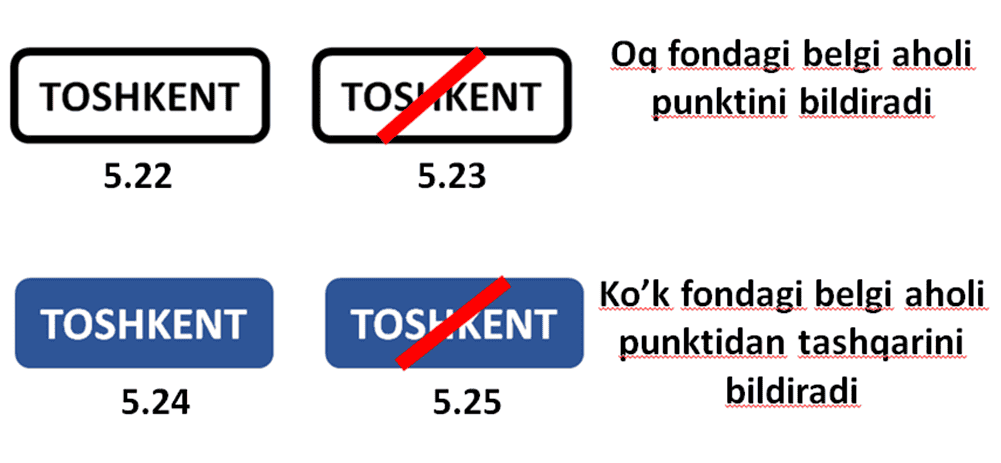 TOSHKENT
5.22
TOSHKENT
5.23
Oq fondagi belgi aholi
punktini bildiradi
TOSHKENT
5.24
TOSHKENT
5.25
Ko’k fondagi belgi aholi
punktidan tashqarini
bildiradi